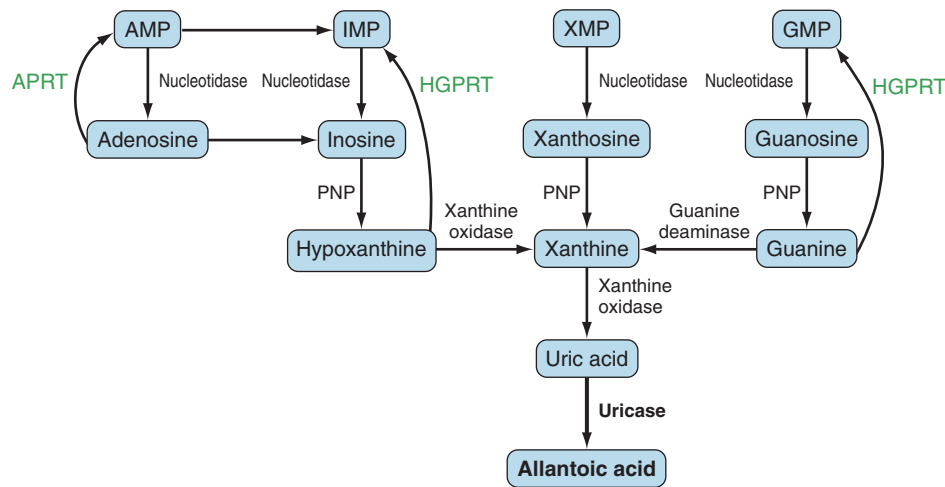 AMP
IMP
XMP
GMP
APRT
Nucleotidase
Nucleotidase
HGPRT
Nucleotidase
Nucleotidase
HGPRT
Adenosine
Inosine
Xanthosine
Guanosine
PNP
PNP
PNP
Xanthine
oxidase
Guanine
deaminase
Hypoxanthine
Xanthine
Guanine
Xanthine
oxidase
Uric acid
Uricase
Allantoic acid